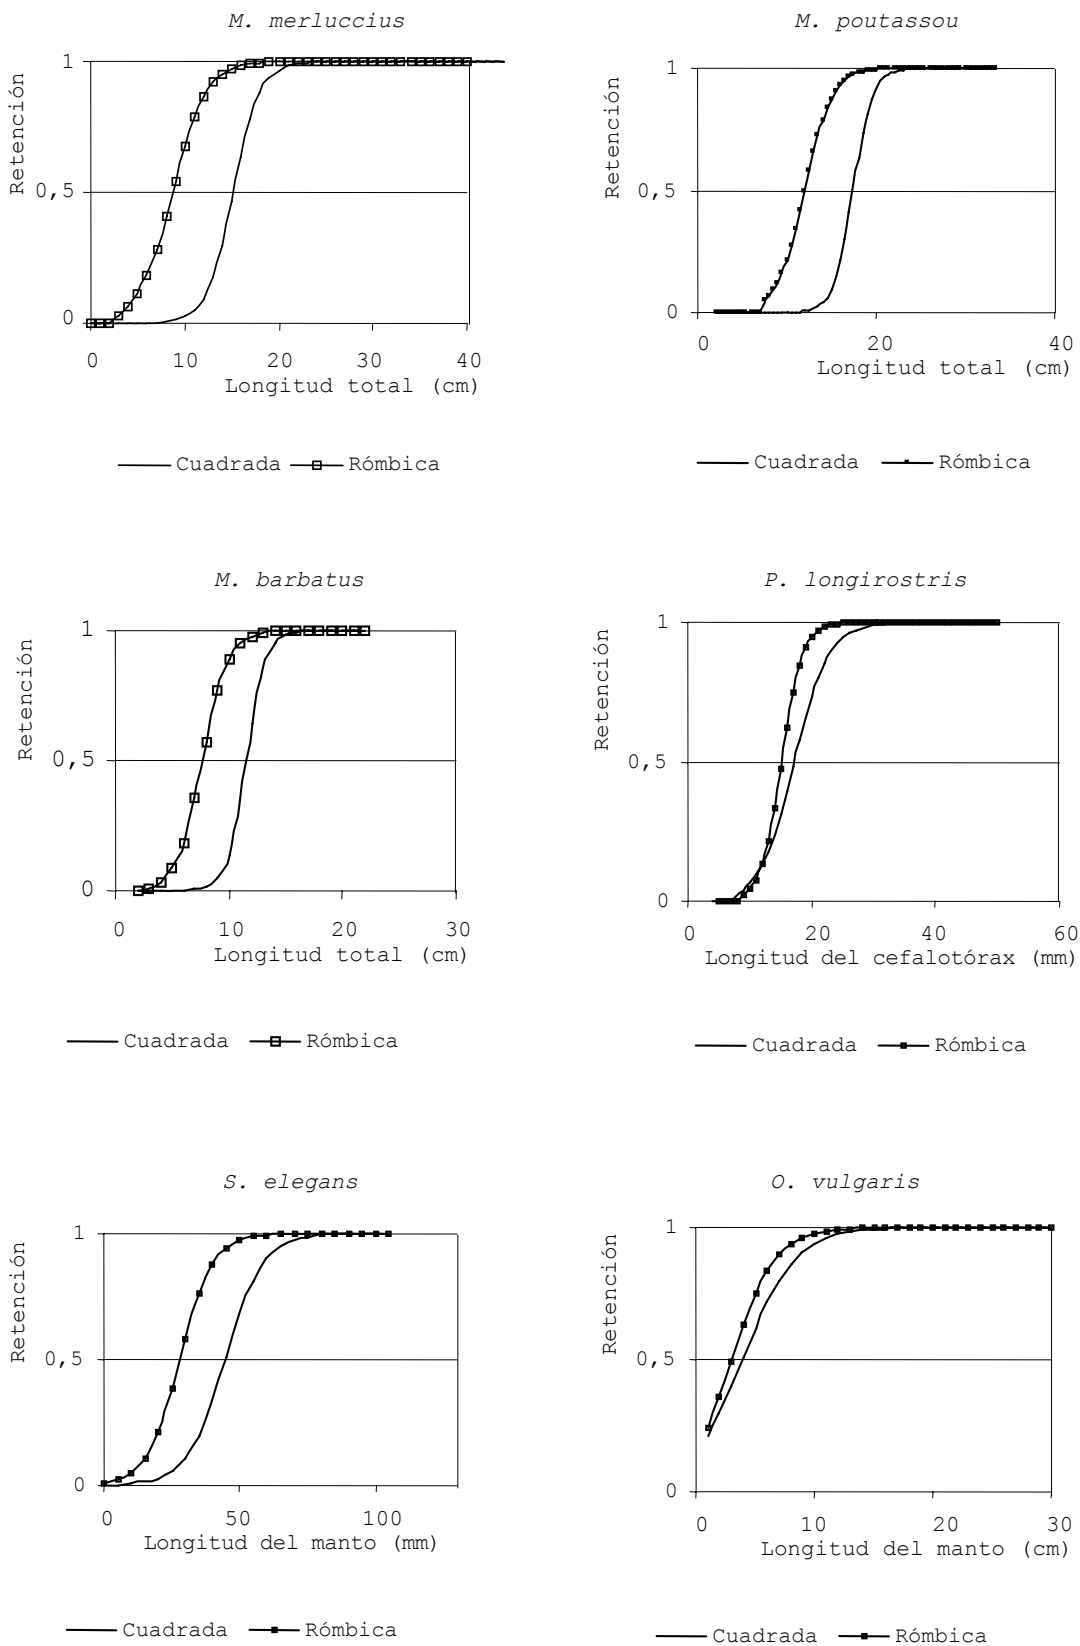 M. merluccius
Retención
1
0,5
0
0 10 20 30 40
Longitud total (cm)
Cuadrada Rómbica
M. poutassou
Retención
1
0,5
0
0 20 40
Longitud total (cm)
Cuadrada Rómbica
M. barbatus
Retención
1
0,5
0
0 10 20 30
Longitud total (cm)
Cuadrada Rómbica
P. longirostris
Retención
1
0,5
0
0 20 40 60
Longitud del cefalotórax (mm)
Cuadrada Rómbica
S. elegans
Retención
1
0,5
0
0 50 100
Longitud del manto (mm)
Cuadrada Rómbica
O. vulgaris
Retención
1
0,5
0
0 10 20 30
Longitud del manto (cm)
Cuadrada Rómbica